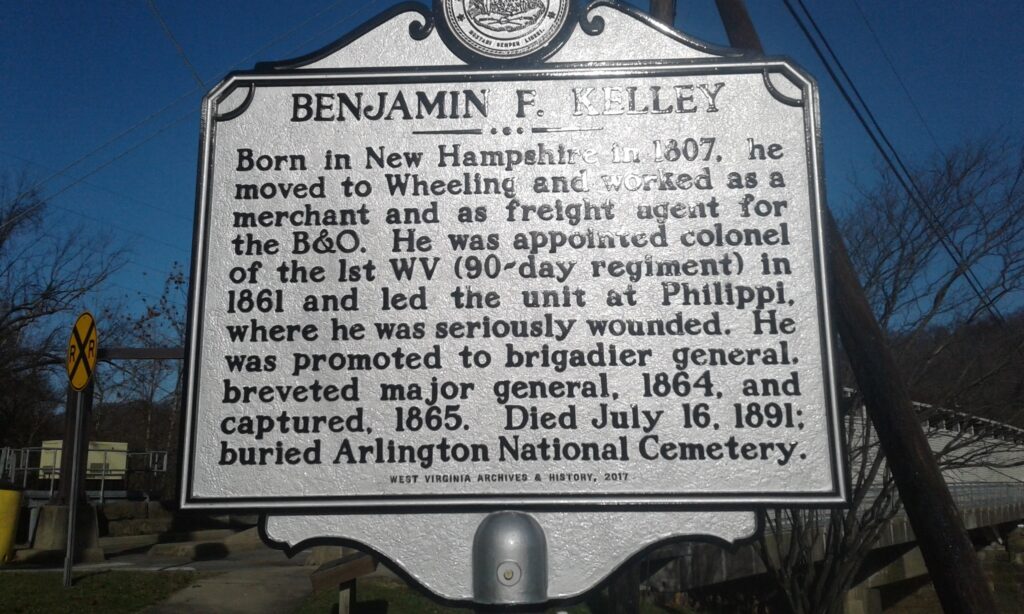 MONTANI SEMPER LIBERI
BENJAMIN F. KELLEY
Born in New Hampshire in 1807, he
moved to Wheeling and worked as a
merchant and as freight agent for
the B&O. He was appointed colonel
of the 1st WV (90-day regiment) in
1861 and led the unit at Philippi,
where he was seriously wounded. He
was promoted to brigadier general,
breveted major general, 1864, and
captured, 1865. Died July 16, 1891;
buried Arlington National Cemetery.
WEST VIRGINIA ARCHIVES & HISTORY, 2017
R R